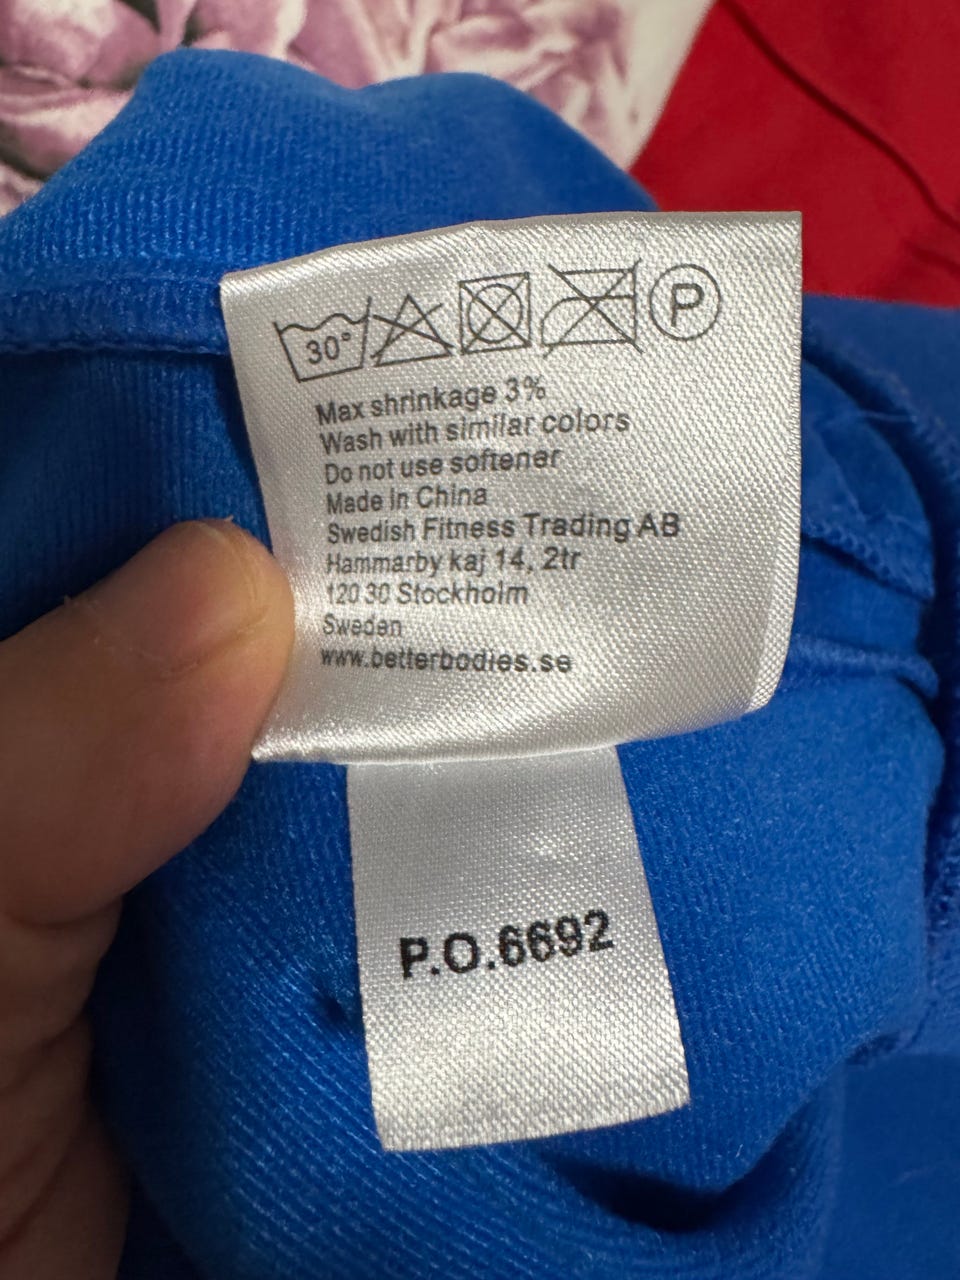 30°
P
Max shrinkage 3%
Wash with similar colors
Do not use softener
Made in China
Swedish Fitness Trading AB
Hammarby kaj 14, 2tr
120 30 Stockholm
Sweden
www.betterbodies.se
P.O.6692